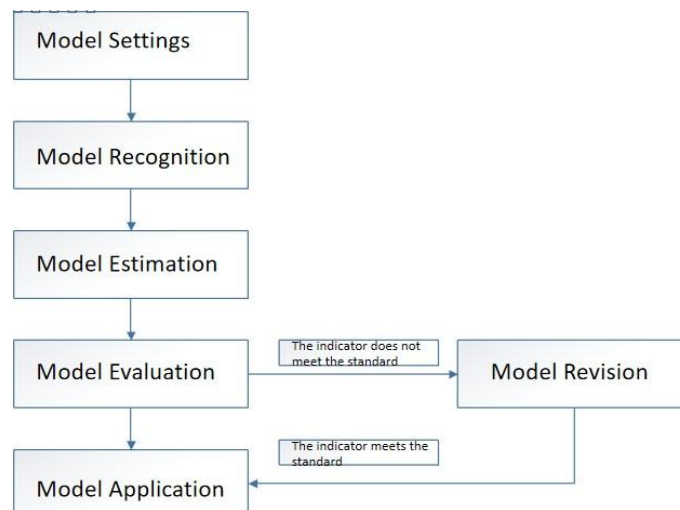 Model Settings
Model Recognition
Model Estimation
The indicator does not
meet the standard
Model Evaluation
Model Revision
The indicator meets the
standard
Model Application